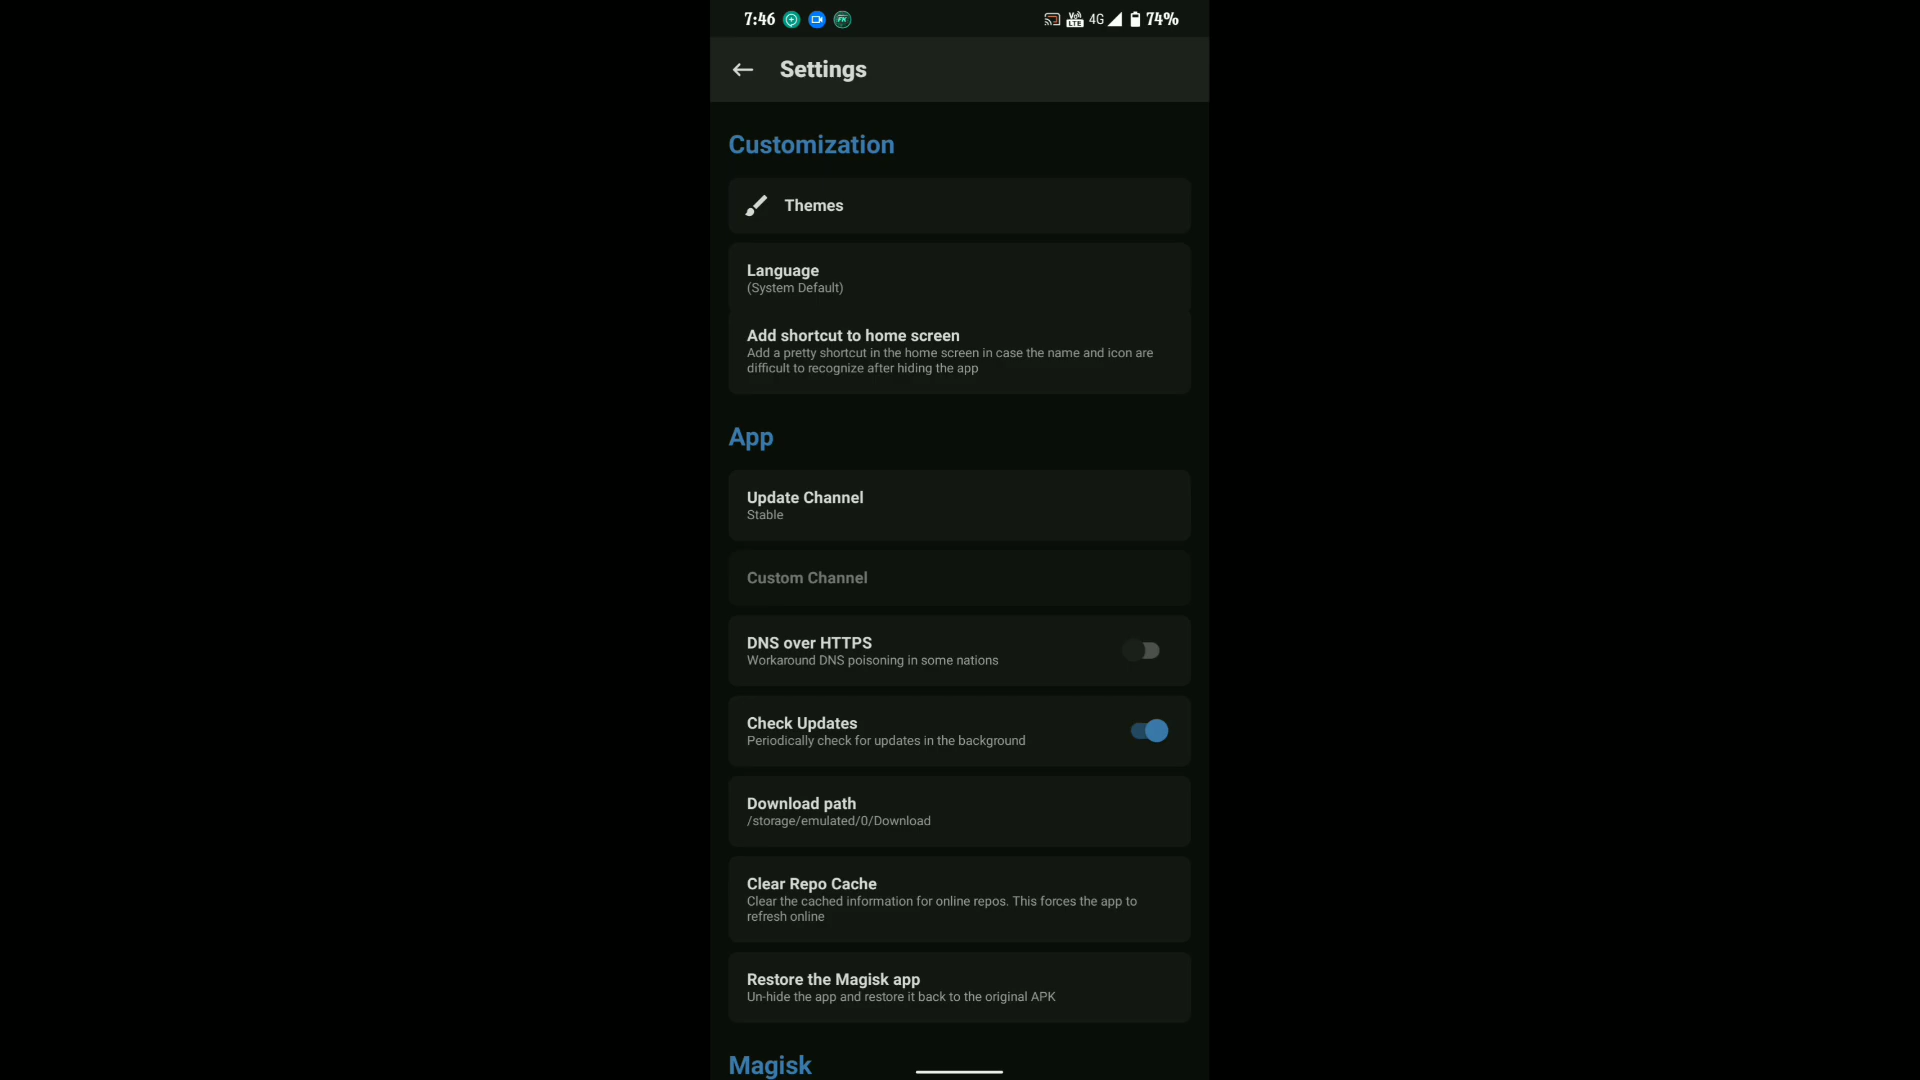 7:46 FK VoI LTE 4G 74%
Settings
Customization
Themes
Language
(System Default)
Add shortcut to home screen
Add a pretty shortcut in the home screen in case the name and icon are
difficult to recognize after hiding the app
App
Update Channel
Stable
Custom Channel
DNS over HTTPS
Workaround DNS poisoning in some nations
Check Updates
Periodically check for updates in the background
Download path
/storage/emulated/0/Download
Clear Repo Cache
Clear the cached information for online repos. This forces the app to
refresh online
Restore the Magisk app
Un-hide the app and restore it back to the original APK
Magisk